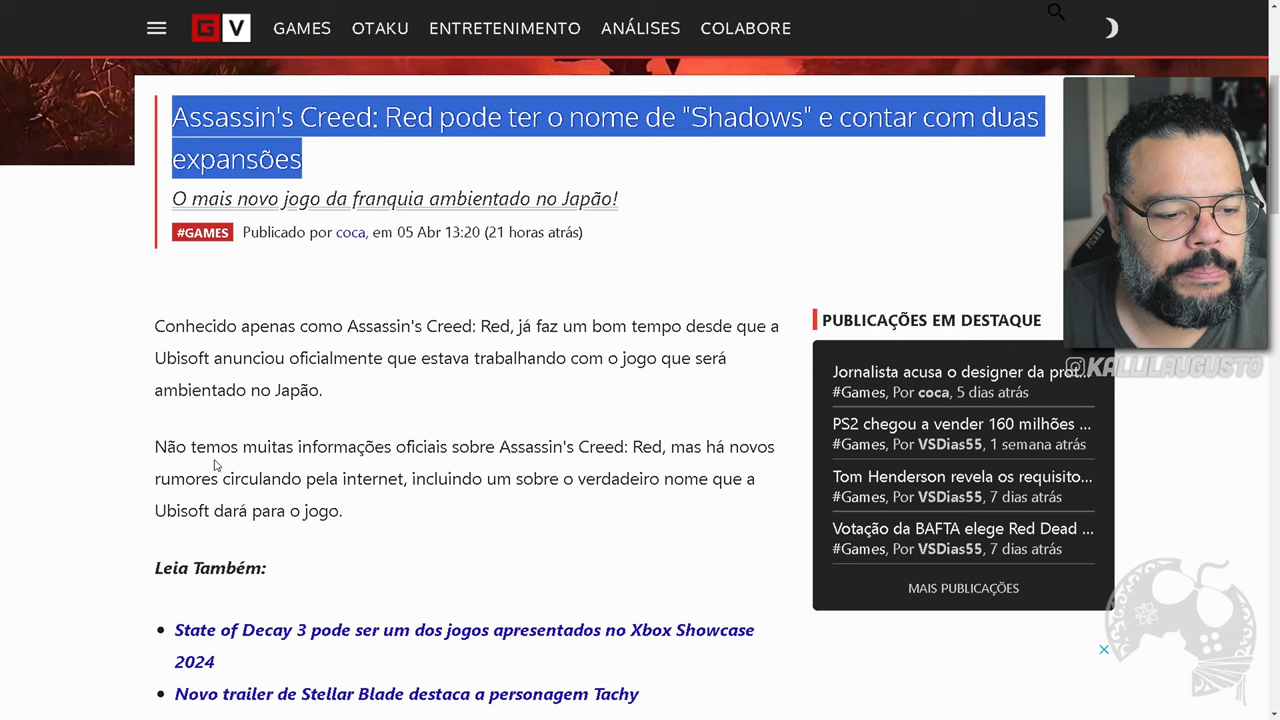 G V GAMES OTAKU ENTRETENIMENTO ANÁLISES COLABORE
Assassin's Creed: Red pode ter o nome de "Shadows" e contar com duas
expansões
O mais novo jogo da franquia ambientado no Japão!
#GAMES Publicado por coca, em 05 Abr 13:20 (21 horas atrás)
Conhecido apenas como Assassin's Creed: Red, já faz um bom tempo desde que a
Ubisoft anunciou oficialmente que estava trabalhando com o jogo que será
ambientado no Japão.
Não temos muitas informações oficiais sobre Assassin's Creed: Red, mas há novos
rumores circulando pela internet, incluindo um sobre o verdadeiro nome que a
Ubisoft dará para o jogo.
Leia Também:
• State of Decay 3 pode ser um dos jogos apresentados no Xbox Showcase
2024
• Novo trailer de Stellar Blade destaca a personagem Tachy
PUBLICAÇÕES EM DESTAQUE
Jornalista acusa o designer da prot...
#Games, Por coca, 5 dias atrás
PS2 chegou a vender 160 milhões ...
#Games, Por VSDias55, 1 semana atrás
Tom Henderson revela os requisito...
#Games, Por VSDias55, 7 dias atrás
Votação da BAFTA elege Red Dead ...
#Games, Por VSDias55, 7 dias atrás
MAIS PUBLICAÇÕES
@KALLILAUGUSTO
PICHAU